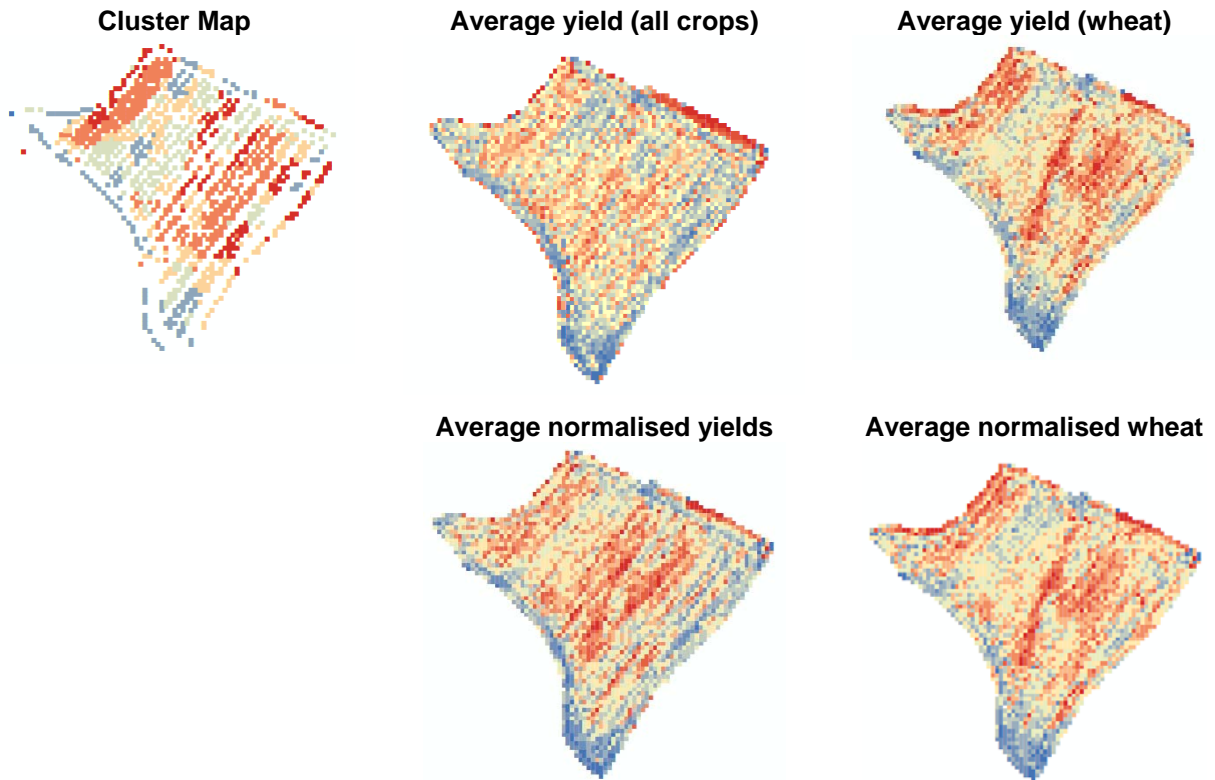 Cluster Map
Average yield (all crops)
Average yield (wheat)
Average normalised yields
Average normalised wheat